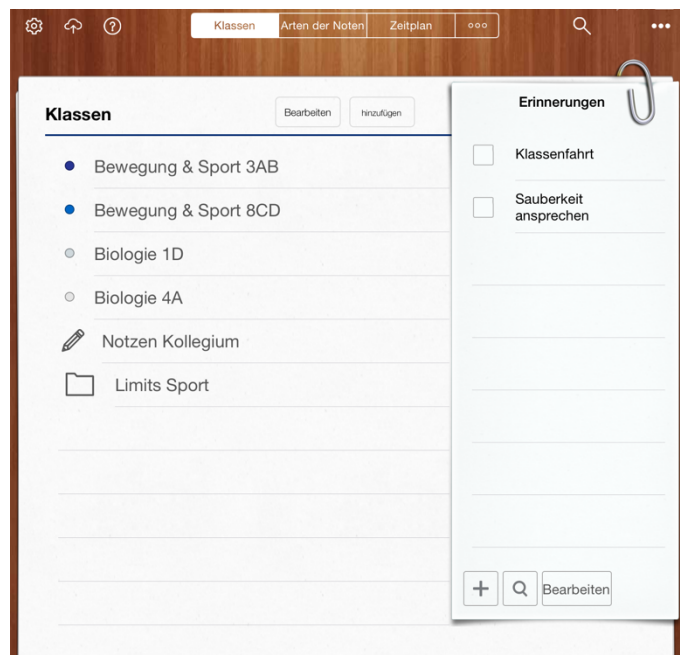 Klassen Arten der Noten Zeitplan
Klassen
Bearbeiten hinzufügen
Bewegung & Sport 3AB
Bewegung & Sport 8CD
Biologie 1D
Biologie 4A
Notzen Kollegium
Limits Sport
Erinnerungen
Klassenfahrt
Sauberkeit
ansprechen
Bearbeiten